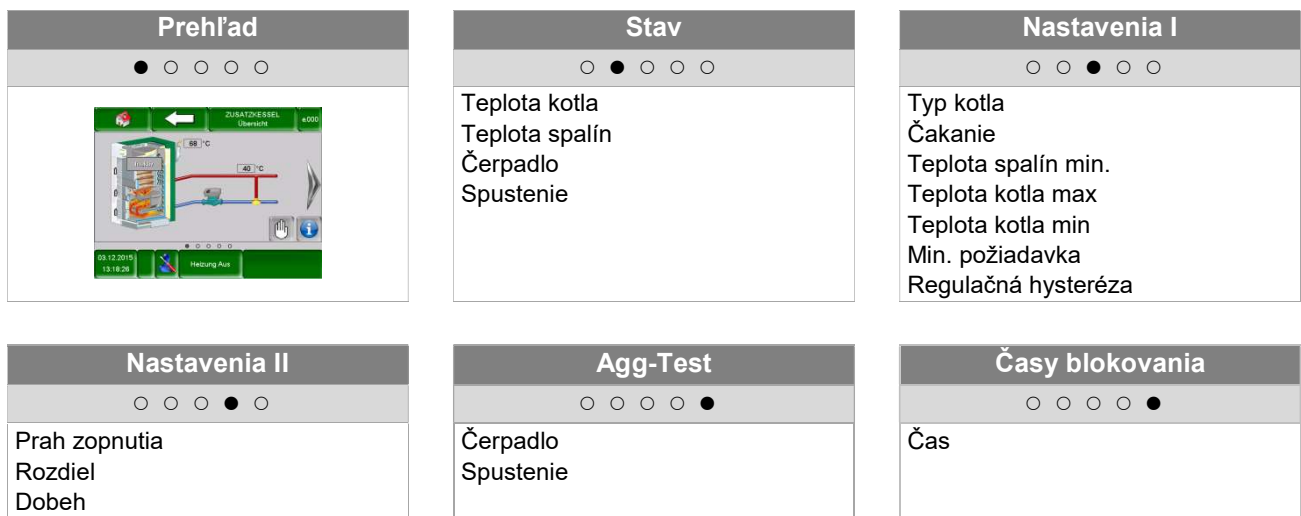 Prehľad
Stav
Nastavenia I
ZUSATZKESSEL
Übersicht
e.000
68 °C
40 °C
03.12.2015
13:18:26
Heizung Aus
Teplota kotla
Teplota spalín
Čerpadlo
Spustenie
Typ kotla
Čakanie
Teplota spalín min.
Teplota kotla max
Teplota kotla min
Min. požiadavka
Regulačná hysteréza
Nastavenia II
Agg-Test
Časy blokovania
Prah zopnutia
Rozdiel
Dobeh
Čerpadlo
Spustenie
Čas